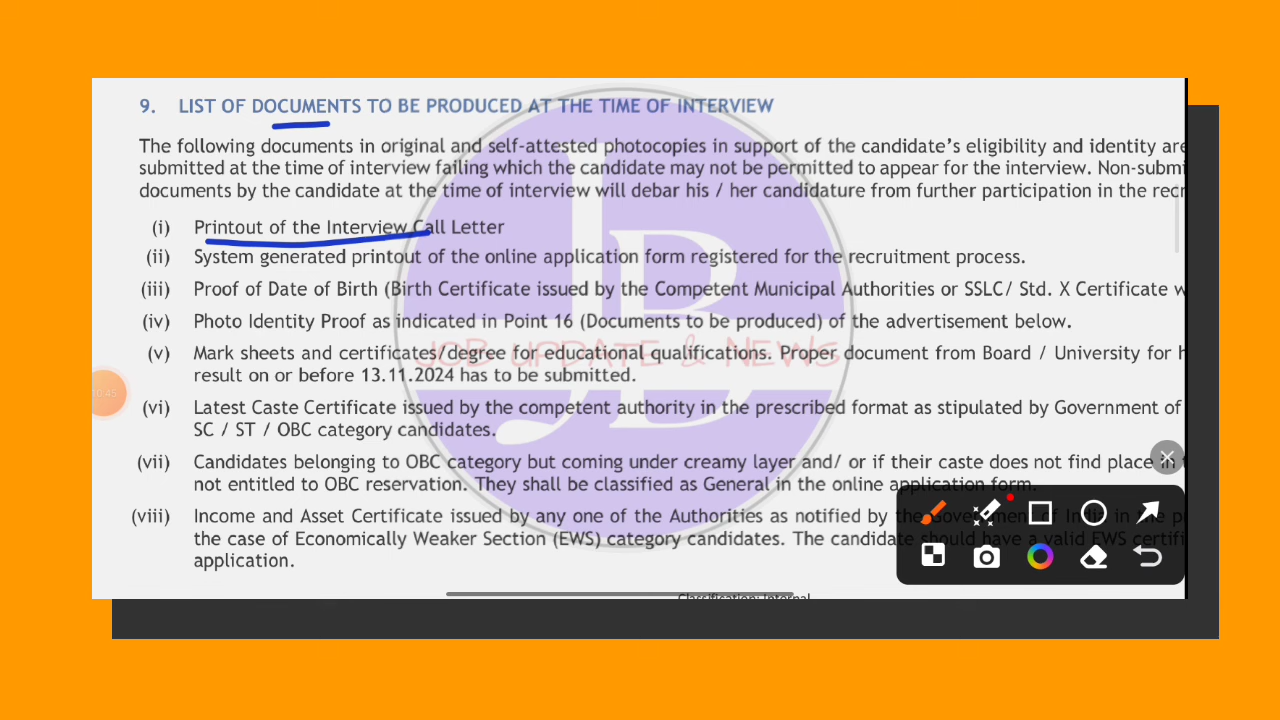 9. LIST OF DOCUMENTS TO BE PRODUCED AT THE TIME OF INTERVIEW
The following documents in original and self-attested photocopies in support of the candidate's eligibility and identity are
submitted at the time of interview failing which the candidate may not be permitted to appear for the interview. Non-submi
documents by the candidate at the time of interview will debar his / her candidature from further participation in the recr
(i) Printout of the Interview Call Letter
(ii) System generated printout of the online application form registered for the recruitment process.
(iii) Proof of Date of Birth (Birth Certificate issued by the Competent Municipal Authorities or SSLC/ Std. X Certificate w
(iv) Photo Identity Proof as indicated in Point 16 (Documents to be produced) of the advertisement below.
JOB UPDATE & NEWS
(v) Mark sheets and certificates/degree for educational qualifications. Proper document from Board / University for h
result on or before 13.11.2024 has to be submitted.
(vi) Latest Caste Certificate issued by the competent authority in the prescribed format as stipulated by Government of
SC / ST / OBC category candidates.
(vii) Candidates belonging to OBC category but coming under creamy layer and/ or if their caste does not find place in
not entitled to OBC reservation. They shall be classified as General in the online application form.
(viii) Income and Asset Certificate issued by any one of the Authorities as notified by the Government of India in the p
the case of Economically Weaker Section (EWS) category candidates. The candidate should have a valid EWS certifi
application.
Classification: Internal
JB